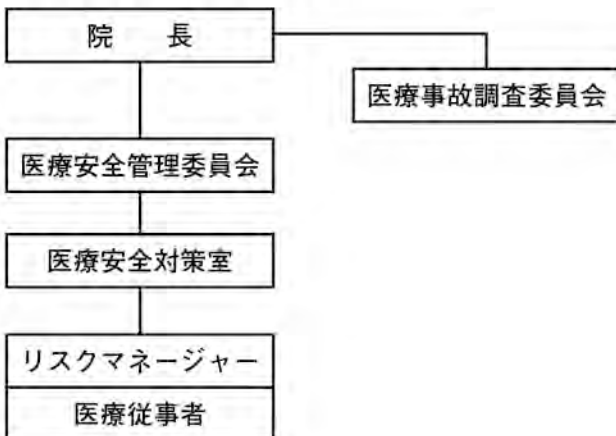 院　　長
医療事故調査委員会
医療安全管理委員会
医療安全対策室
リスクマネージャー
医療従事者